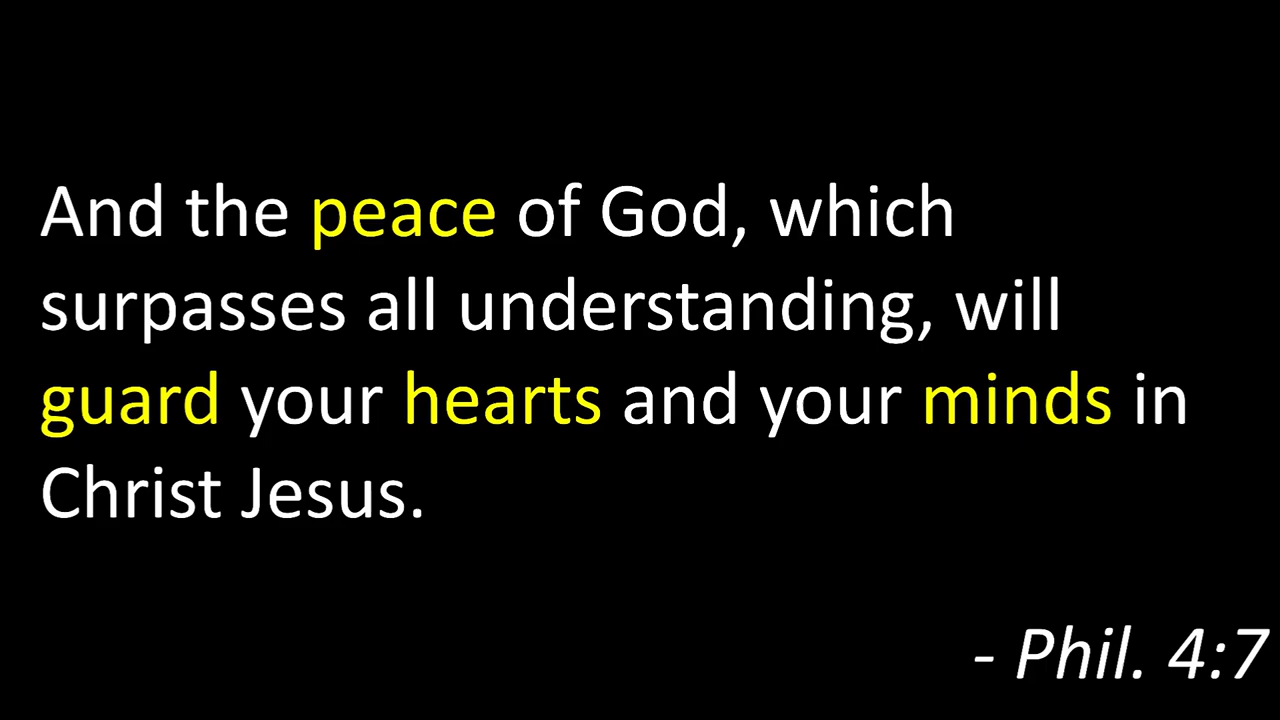 And the peace of God, which
surpasses all understanding, will
guard your hearts and your minds in
Christ Jesus.
- Phil. 4:7